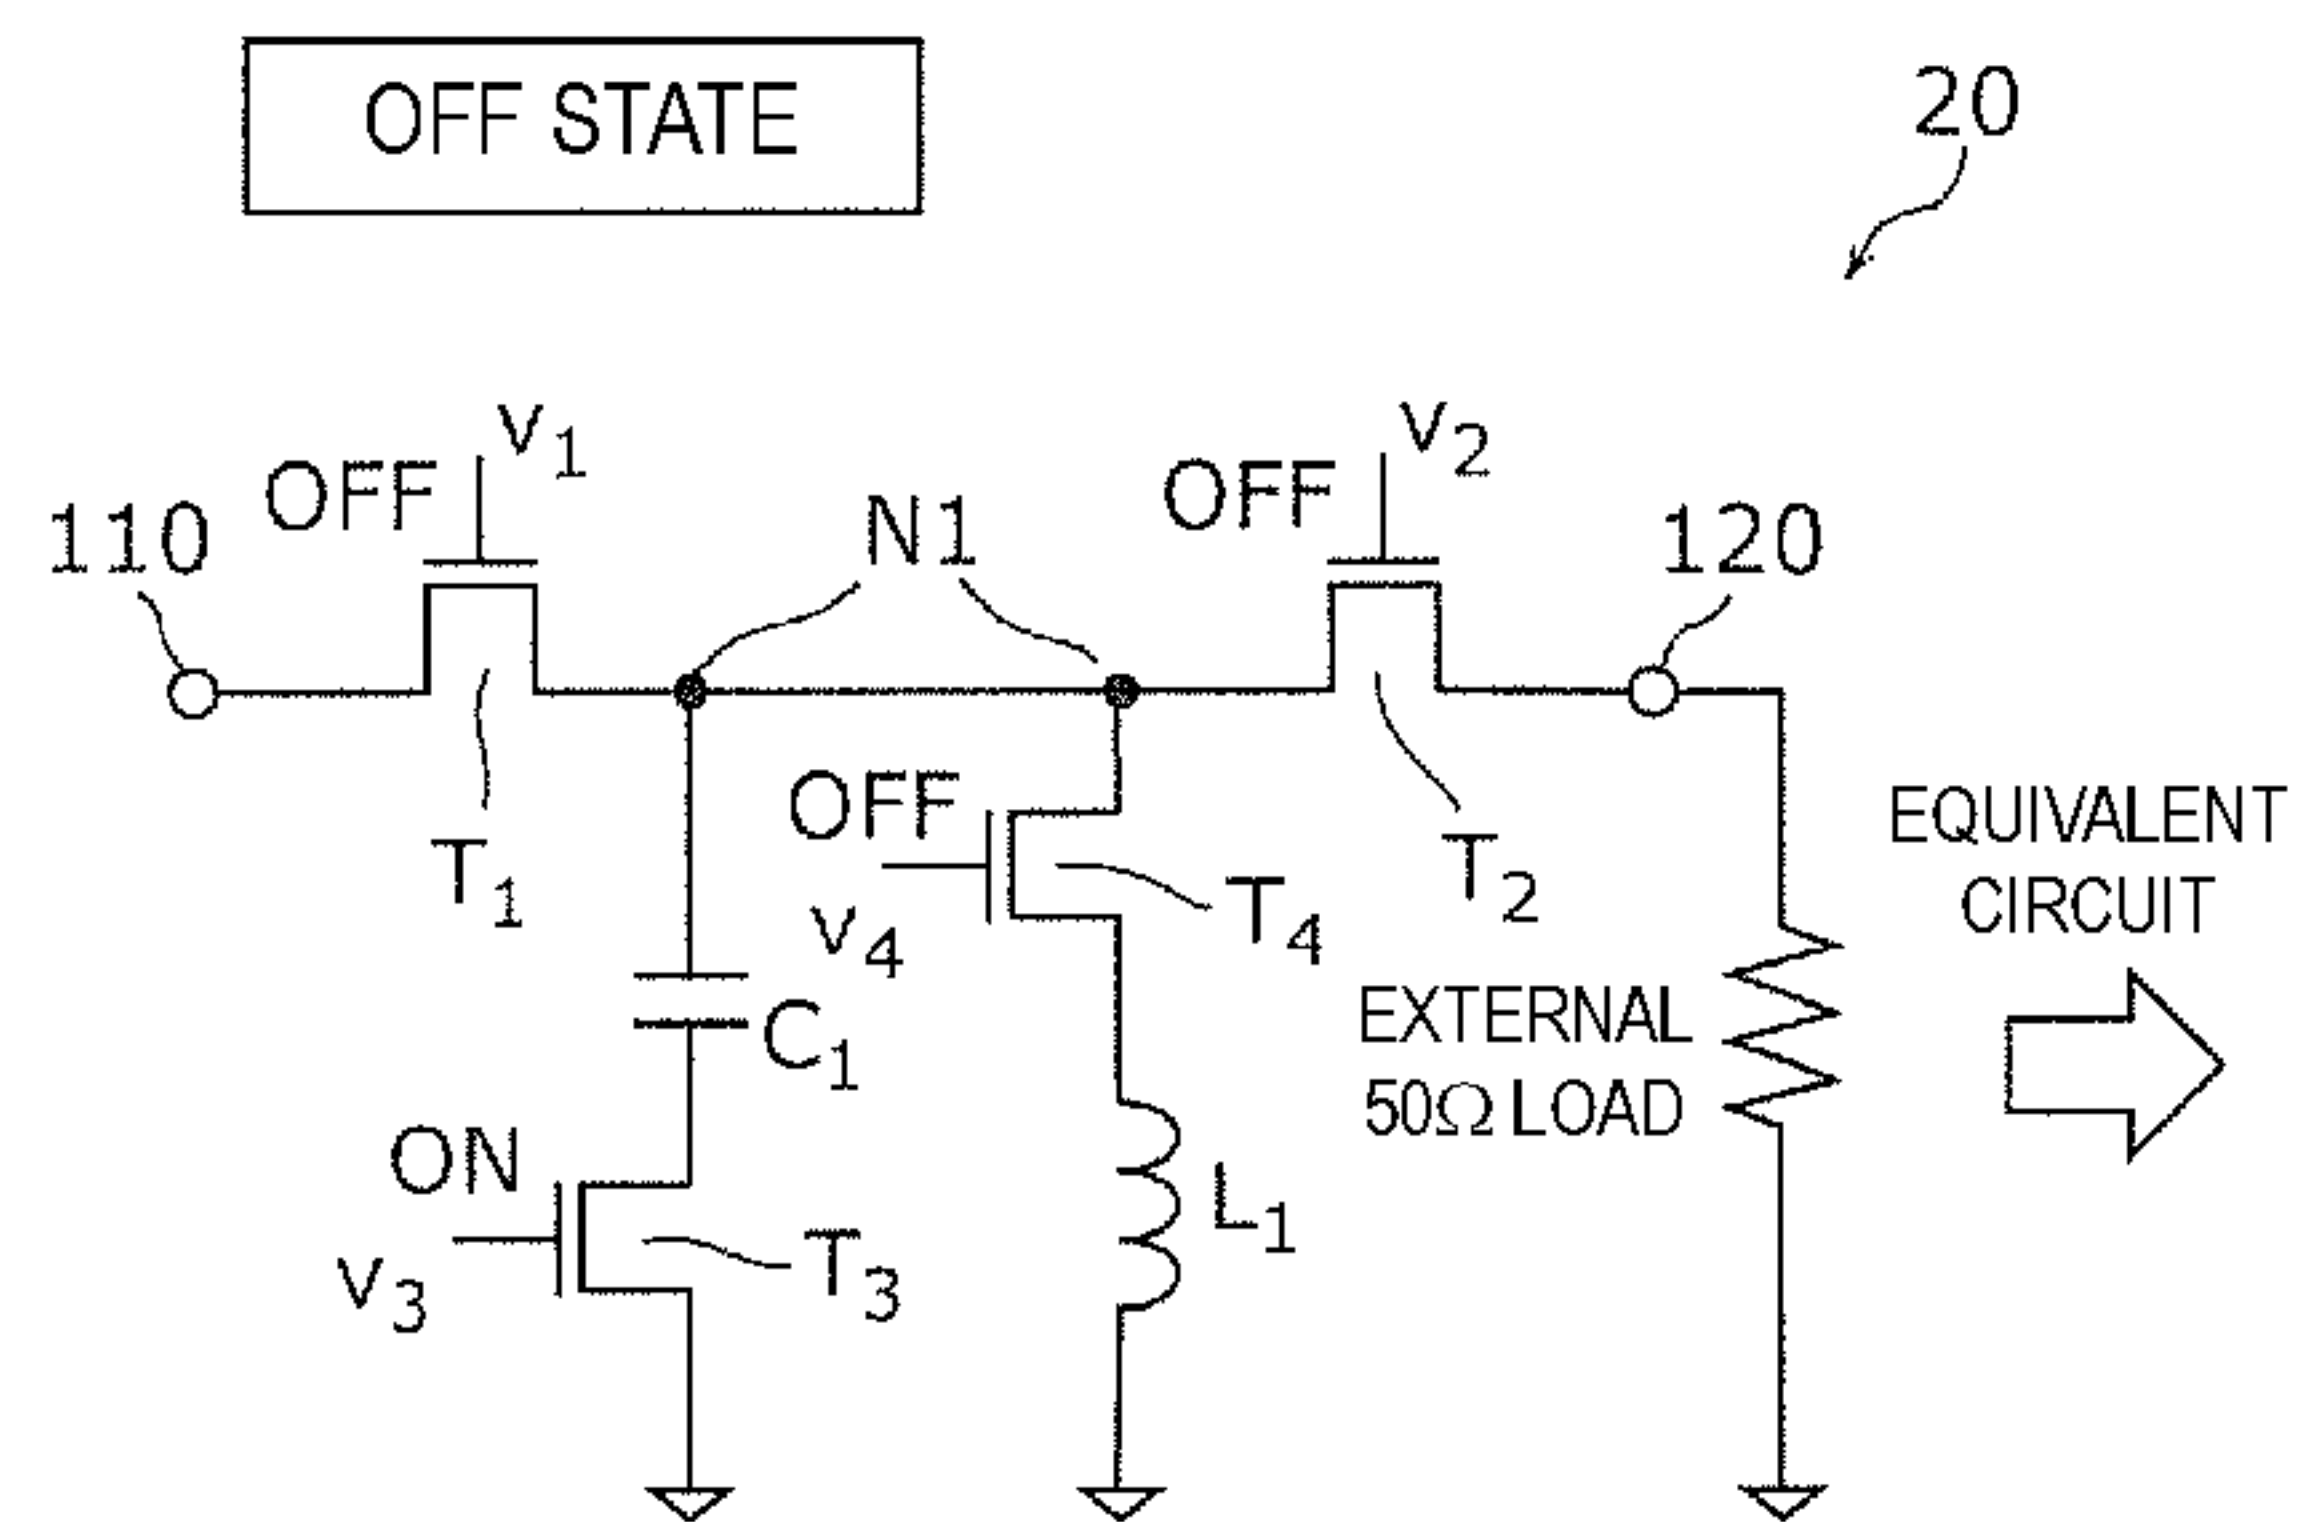 OFF STATE
20
v1
v2
OFF
OFF
110
N1
120
T1
OFF
v4
T4
T2
EQUIVALENT
CIRCUIT
C1
EXTERNAL
50Ω LOAD
ON
v3
T3
L1